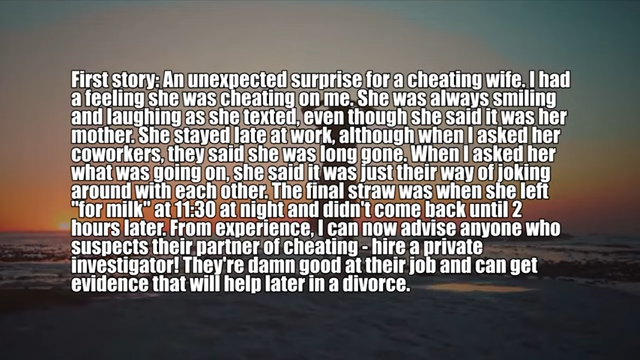 First story: An unexpected surprise for a cheating wife. I had
a feeling she was cheating on me. She was always smiling
and laughing as she texted, even though she said it was her
mother. She stayed late at work, although when I asked her
coworkers, they said she was long gone. When I asked her
what was going on, she said it was just their way of joking
around with each other. The final straw was when she left
"for milk" at 11:30 at night and didn't come back until 2
hours later. From experience, I can now advise anyone who
suspects their partner of cheating - hire a private
investigator! They're damn good at their job and can get
evidence that will help later in a divorce.